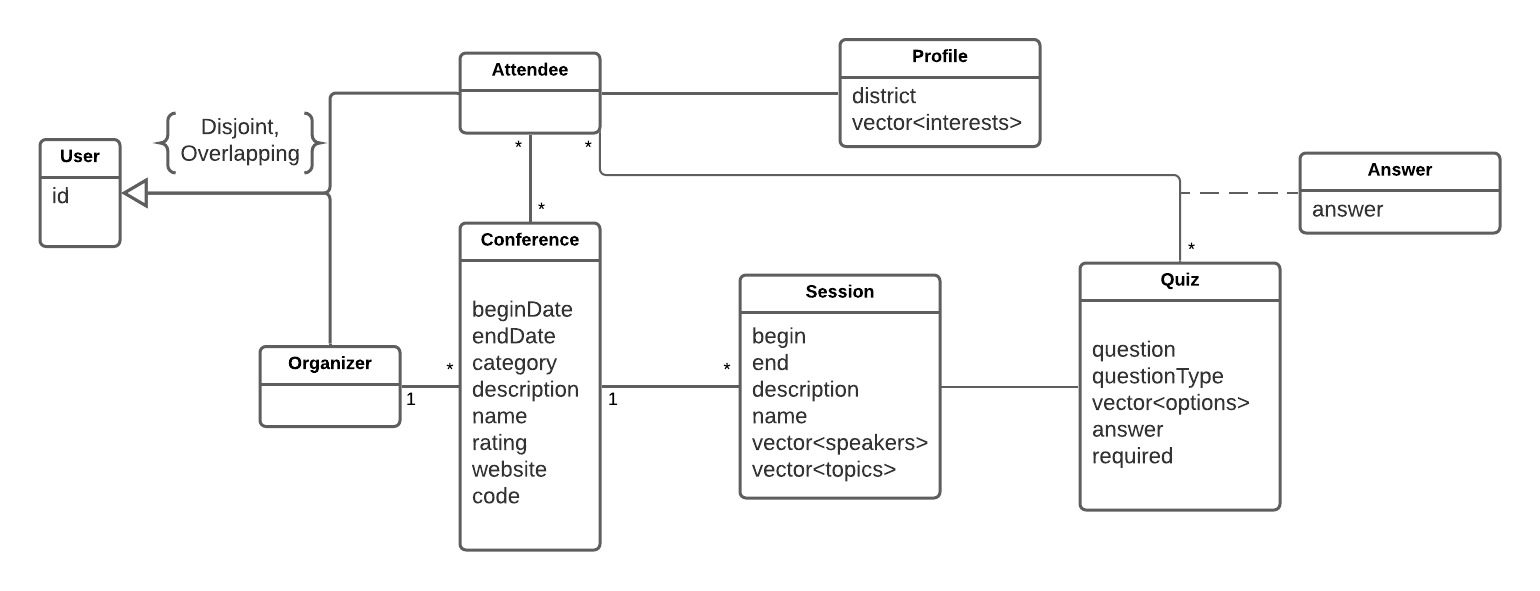 User
id
Disjoint,
Overlapping
Attendee
*
*
Profile
district
vector<interests>
Answer
answer
*
Conference
beginDate
endDate
category
description
name
rating
website
code
Organizer
*
1
1
*
Session
begin
end
description
name
vector<speakers>
vector<topics>
*
Quiz
question
questionType
vector<options>
answer
required